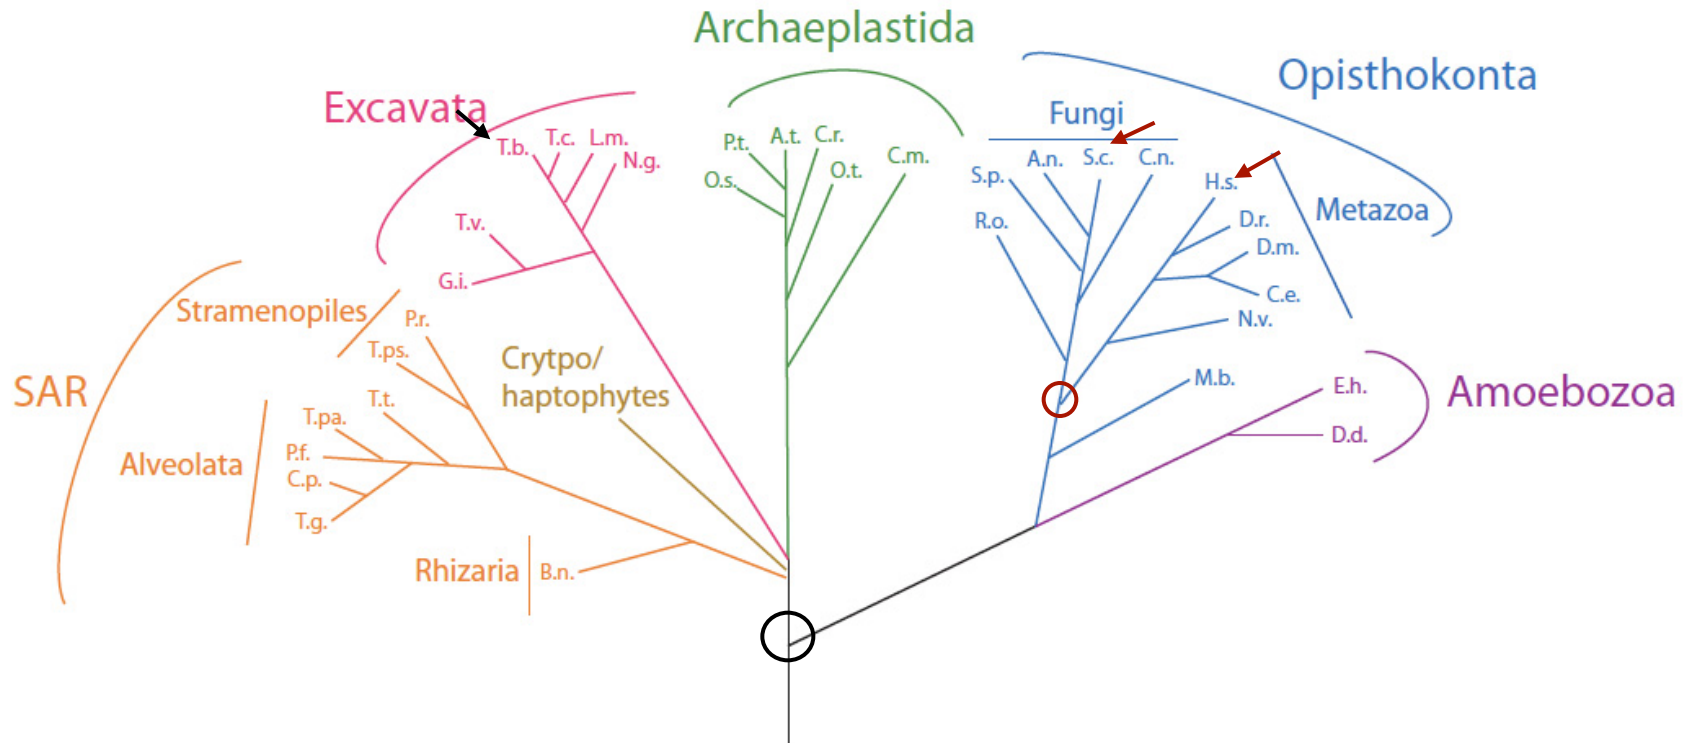 Archaeplastida
Opisthokonta
Excavata
Fungi
T.b.
T.c.
L.m.
N.g.
P.t.
A.t.
C.r.
O.s.
O.t.
C.m.
S.p.
A.n.
S.c.
C.n.
H.s.
Metazoa
R.o.
D.r.
D.m.
C.e.
N.v.
T.v.
G.i.
Stramenopiles
P.r.
T.ps.
Crytpo/
haptophytes
M.b.
E.h.
D.d.
Amoebozoa
SAR
T.t.
T.pa.
Alveolata
P.f.
C.p.
T.g.
Rhizaria
B.n.